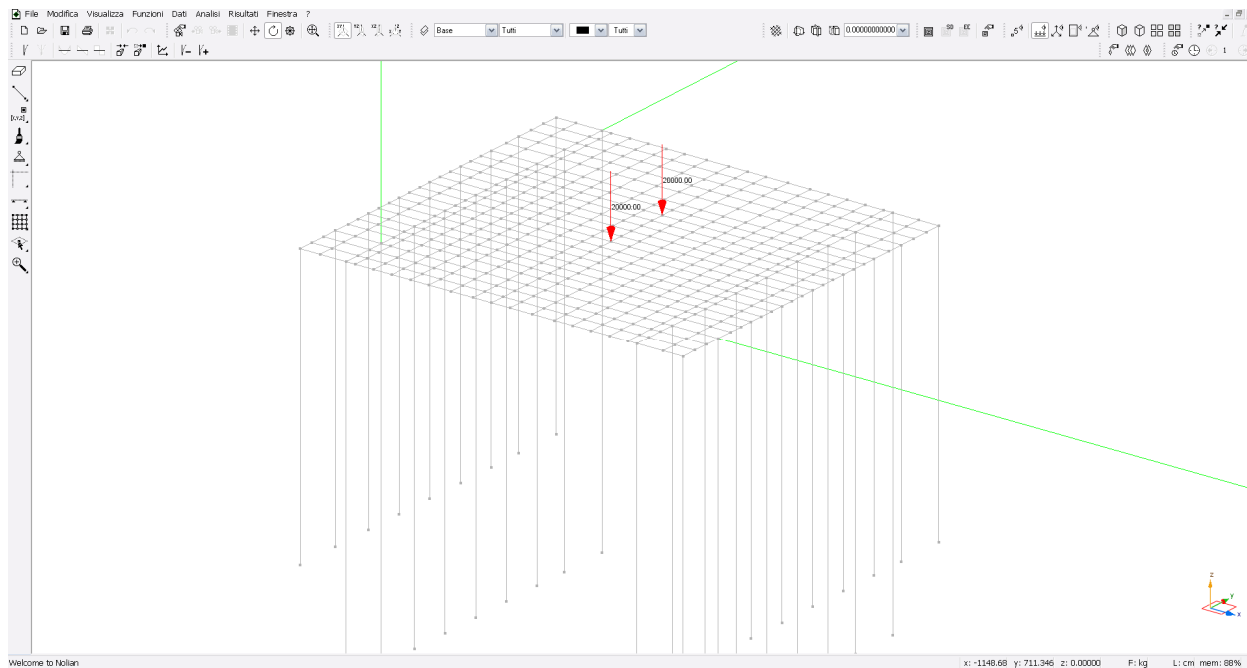 File Modifica Visualizza Funzioni Dati Analisi Risultati Finestra ?
Base Tutti Tutti 0.00000000000
1
[X,Y,Z]
20000.00
20000.00
z
y
x
Welcome to Nolian x: -1148.68 y: 711.346 z: 0.00000 F: kg L: cm mem: 88%